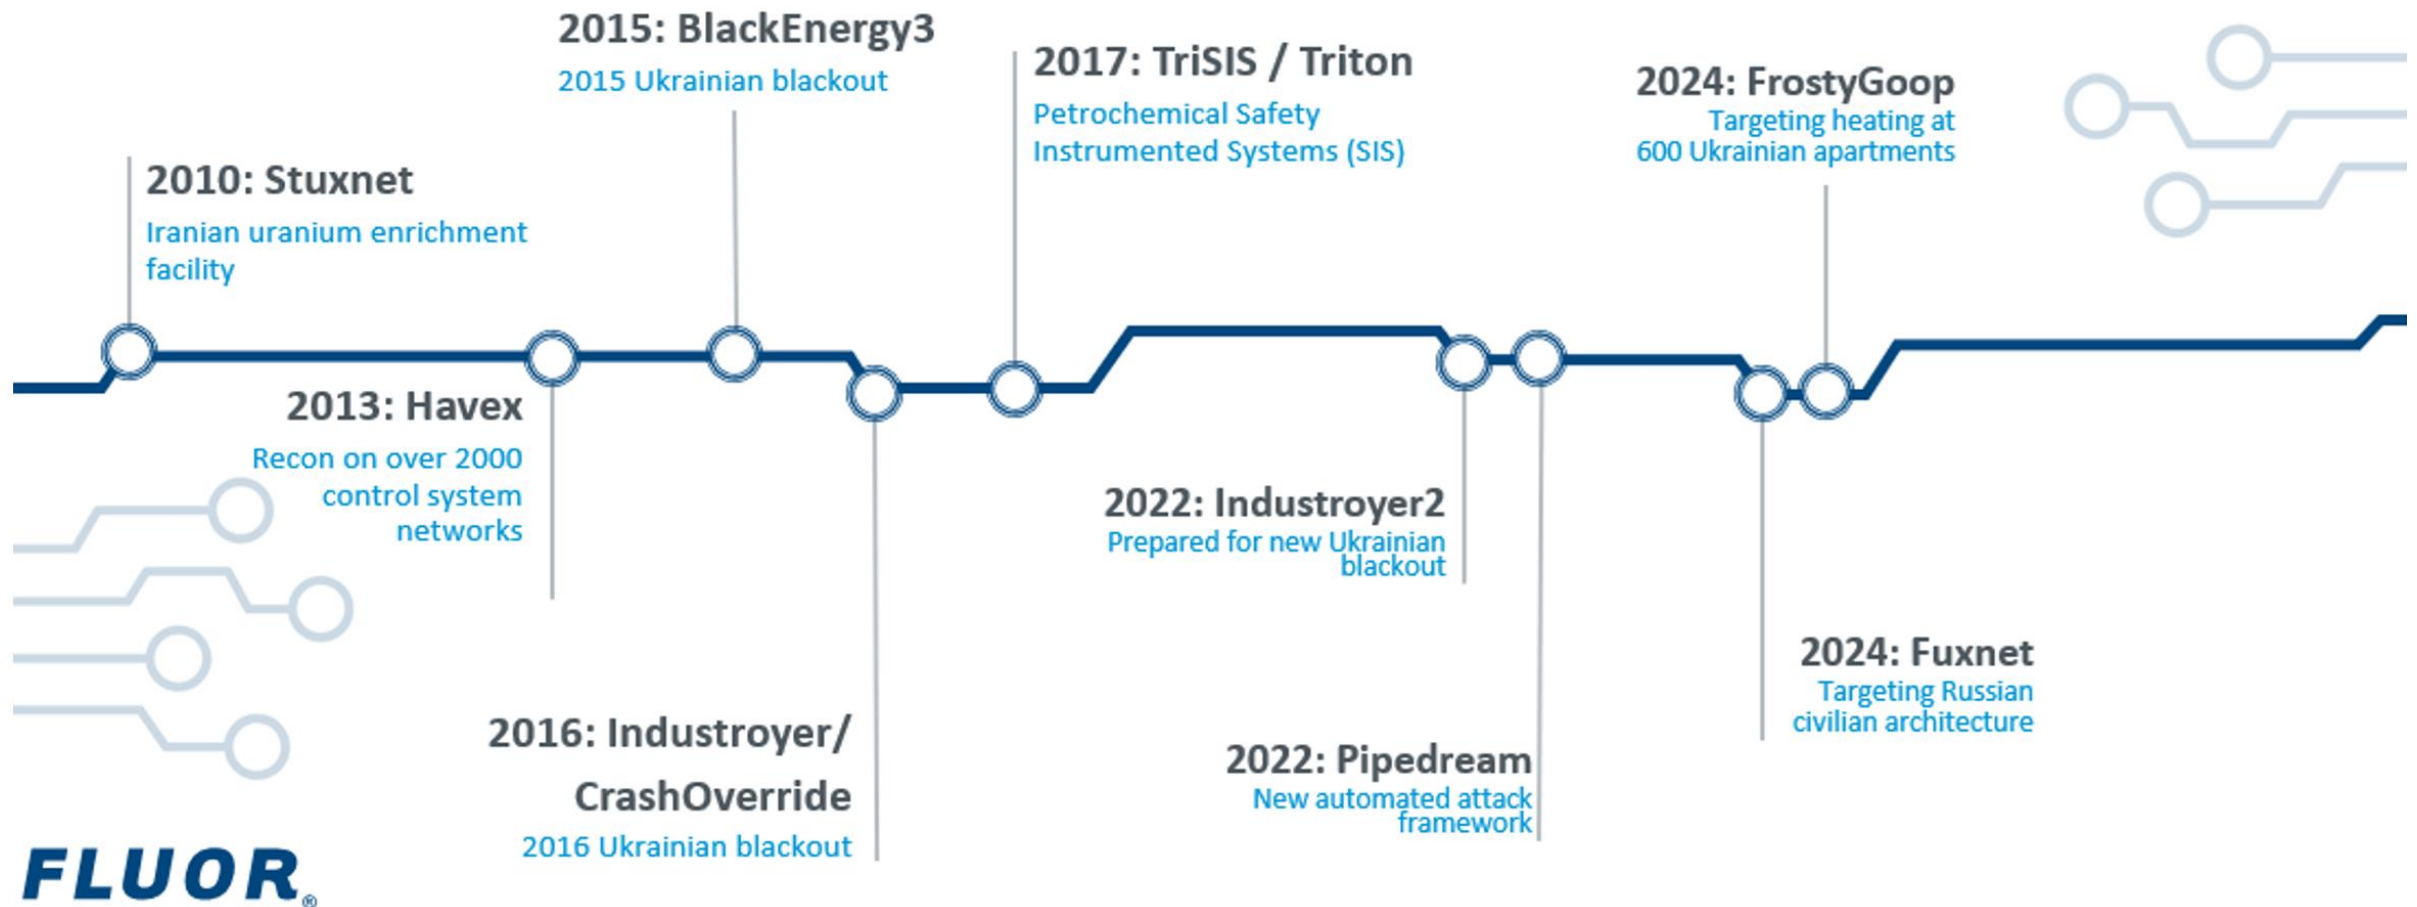 2010: Stuxnet
Iranian uranium enrichment
facility
2013: Havex
Recon on over 2000
control system
networks
2015: BlackEnergy3
2015 Ukrainian blackout
2016: Industroyer/
CrashOverride
2016 Ukrainian blackout
2017: TriSIS / Triton
Petrochemical Safety
Instrumented Systems (SIS)
2022: Industroyer2
Prepared for new Ukrainian
blackout
2022: Pipedream
New automated attack
framework
2024: Fuxnet
Targeting Russian
civilian architecture
2024: FrostyGoop
Targeting heating at
600 Ukrainian apartments
FLUOR®